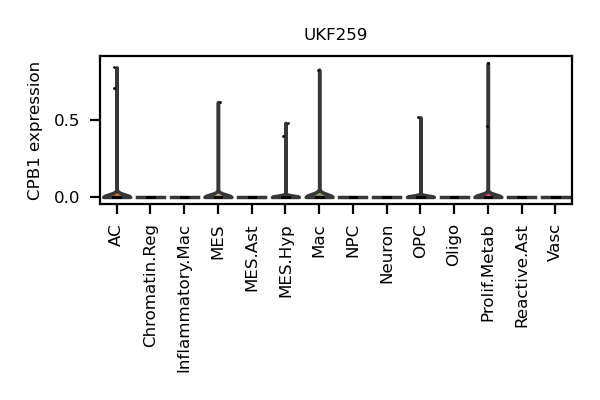 UKF259
CPB1 expression
0.5
0.0
AC
Chromatin.Reg
Inflammatory.Mac
MES
MES.Ast
MES.Hyp
Mac
NPC
Neuron
OPC
Oligo
Prolif.Metab
Reactive.Ast
Vasc